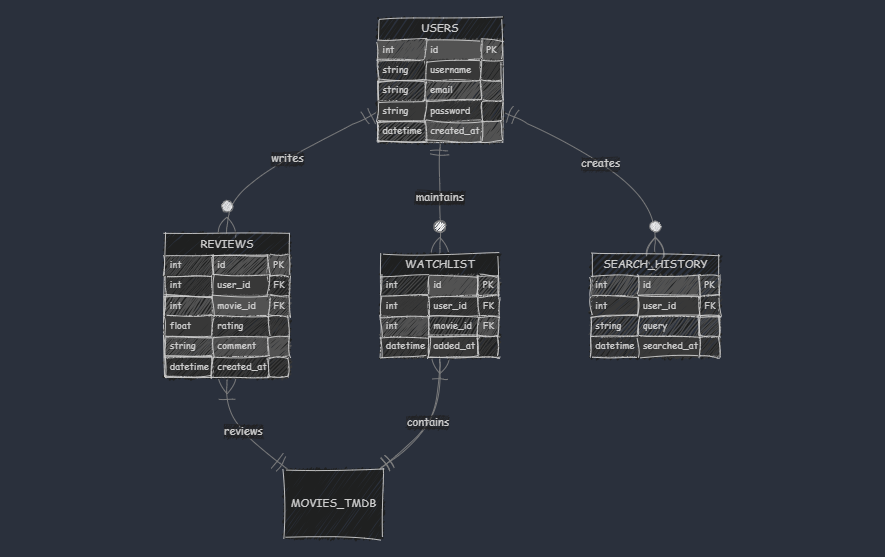 USERS
int id PK
string username
string email
string password
datetime created_at
writes
maintains
creates
REVIEWS
int id PK
int user_id FK
int movie_id FK
float rating
string comment
datetime created_at
WATCHLIST
int id PK
int user_id FK
int movie_id FK
datetime added_at
SEARCH_HISTORY
int id PK
int user_id FK
string query
datetime searched_at
reviews
contains
MOVIES_TMDB